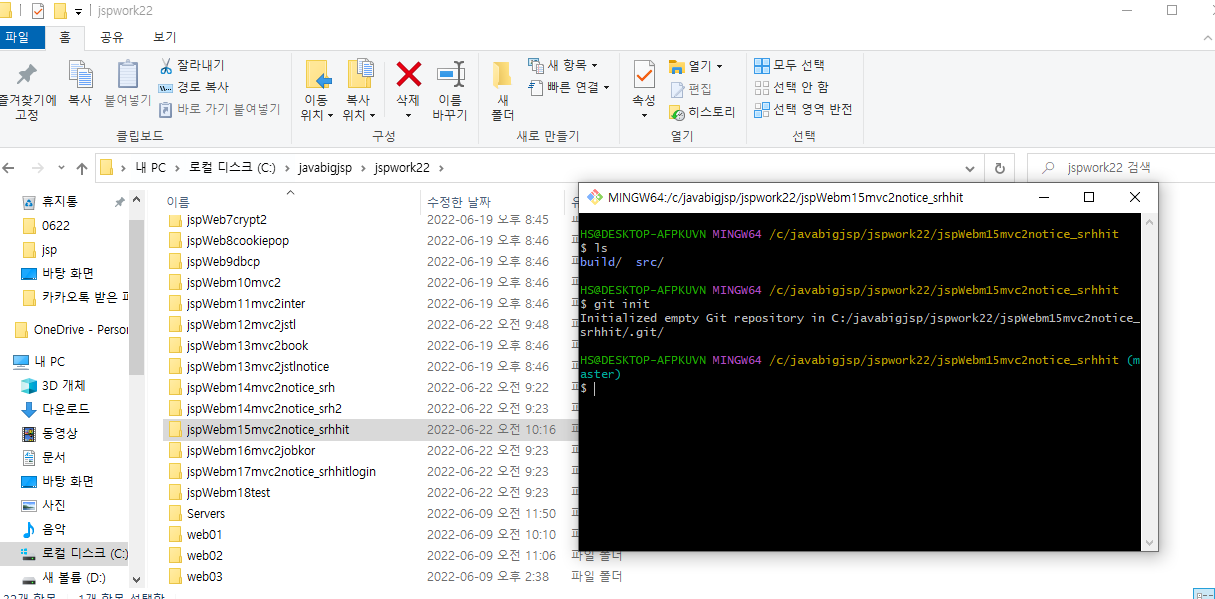 jspwork22
파일 홈 공유 보기
즐겨찾기에 고정
복사
붙여넣기
잘라내기
경로 복사
바로 가기 붙여넣기
클립보드
이동 위치
복사 위치
삭제
이름 바꾸기
구성
새 폴더
새 항목
빠른 연결
새로 만들기
속성
열기
편집
히스토리
열기
모두 선택
선택 안 함
선택 영역 반전
선택
내 PC > 로컬 디스크 (C:) > javabigjsp > jspwork22 >
jspwork22 검색
휴지통
0622
jsp
바탕 화면
카카오톡 받은
OneDrive - Person
내 PC
3D 개체
다운로드
동영상
문서
바탕 화면
사진
음악
로컬 디스크 (C:)
새 볼륨 (D:)
이름 수정한 날짜
jspWeb7crypt2 2022-06-19 오후 8:45
jspWeb8cookiepop 2022-06-19 오후 8:46
jspWeb9dbcp 2022-06-19 오후 8:46
jspWebm10mvc2 2022-06-19 오후 8:46
jspWebm11mvc2inter 2022-06-19 오후 8:46
jspWebm12mvc2jstl 2022-06-22 오전 9:48
jspWebm13mvc2book 2022-06-19 오후 8:46
jspWebm13mvc2jstlnotice 2022-06-19 오후 8:46
jspWebm14mvc2notice_srh 2022-06-22 오전 9:22
jspWebm14mvc2notice_srh2 2022-06-22 오전 9:23
jspWebm15mvc2notice_srhhit 2022-06-22 오전 10:16
jspWebm16mvc2jobkor 2022-06-22 오전 9:23
jspWebm17mvc2notice_srhhitlogin 2022-06-22 오전 9:23
jspWebm18test 2022-06-22 오전 9:23
Servers 2022-06-09 오전 11:50
web01 2022-06-09 오전 10:10
web02 2022-06-09 오전 11:06 파일 폴더
web03 2022-06-09 오후 2:38 파일 폴더
MINGW64:/c/javabigjsp/jspwork22/jspWebm15mvc2notice_srhhit
HS@DESKTOP-AFPKUVN MINGW64 /c/javabigjsp/jspwork22/jspWebm15mvc2notice_srhhit
$ ls
build/ src/
HS@DESKTOP-AFPKUVN MINGW64 /c/javabigjsp/jspwork22/jspWebm15mvc2notice_srhhit
$ git init
Initialized empty Git repository in C:/javabigjsp/jspwork22/jspWebm15mvc2notice_
srhhit/.git/
HS@DESKTOP-AFPKUVN MINGW64 /c/javabigjsp/jspwork22/jspWebm15mvc2notice_srhhit (m
aster)
$